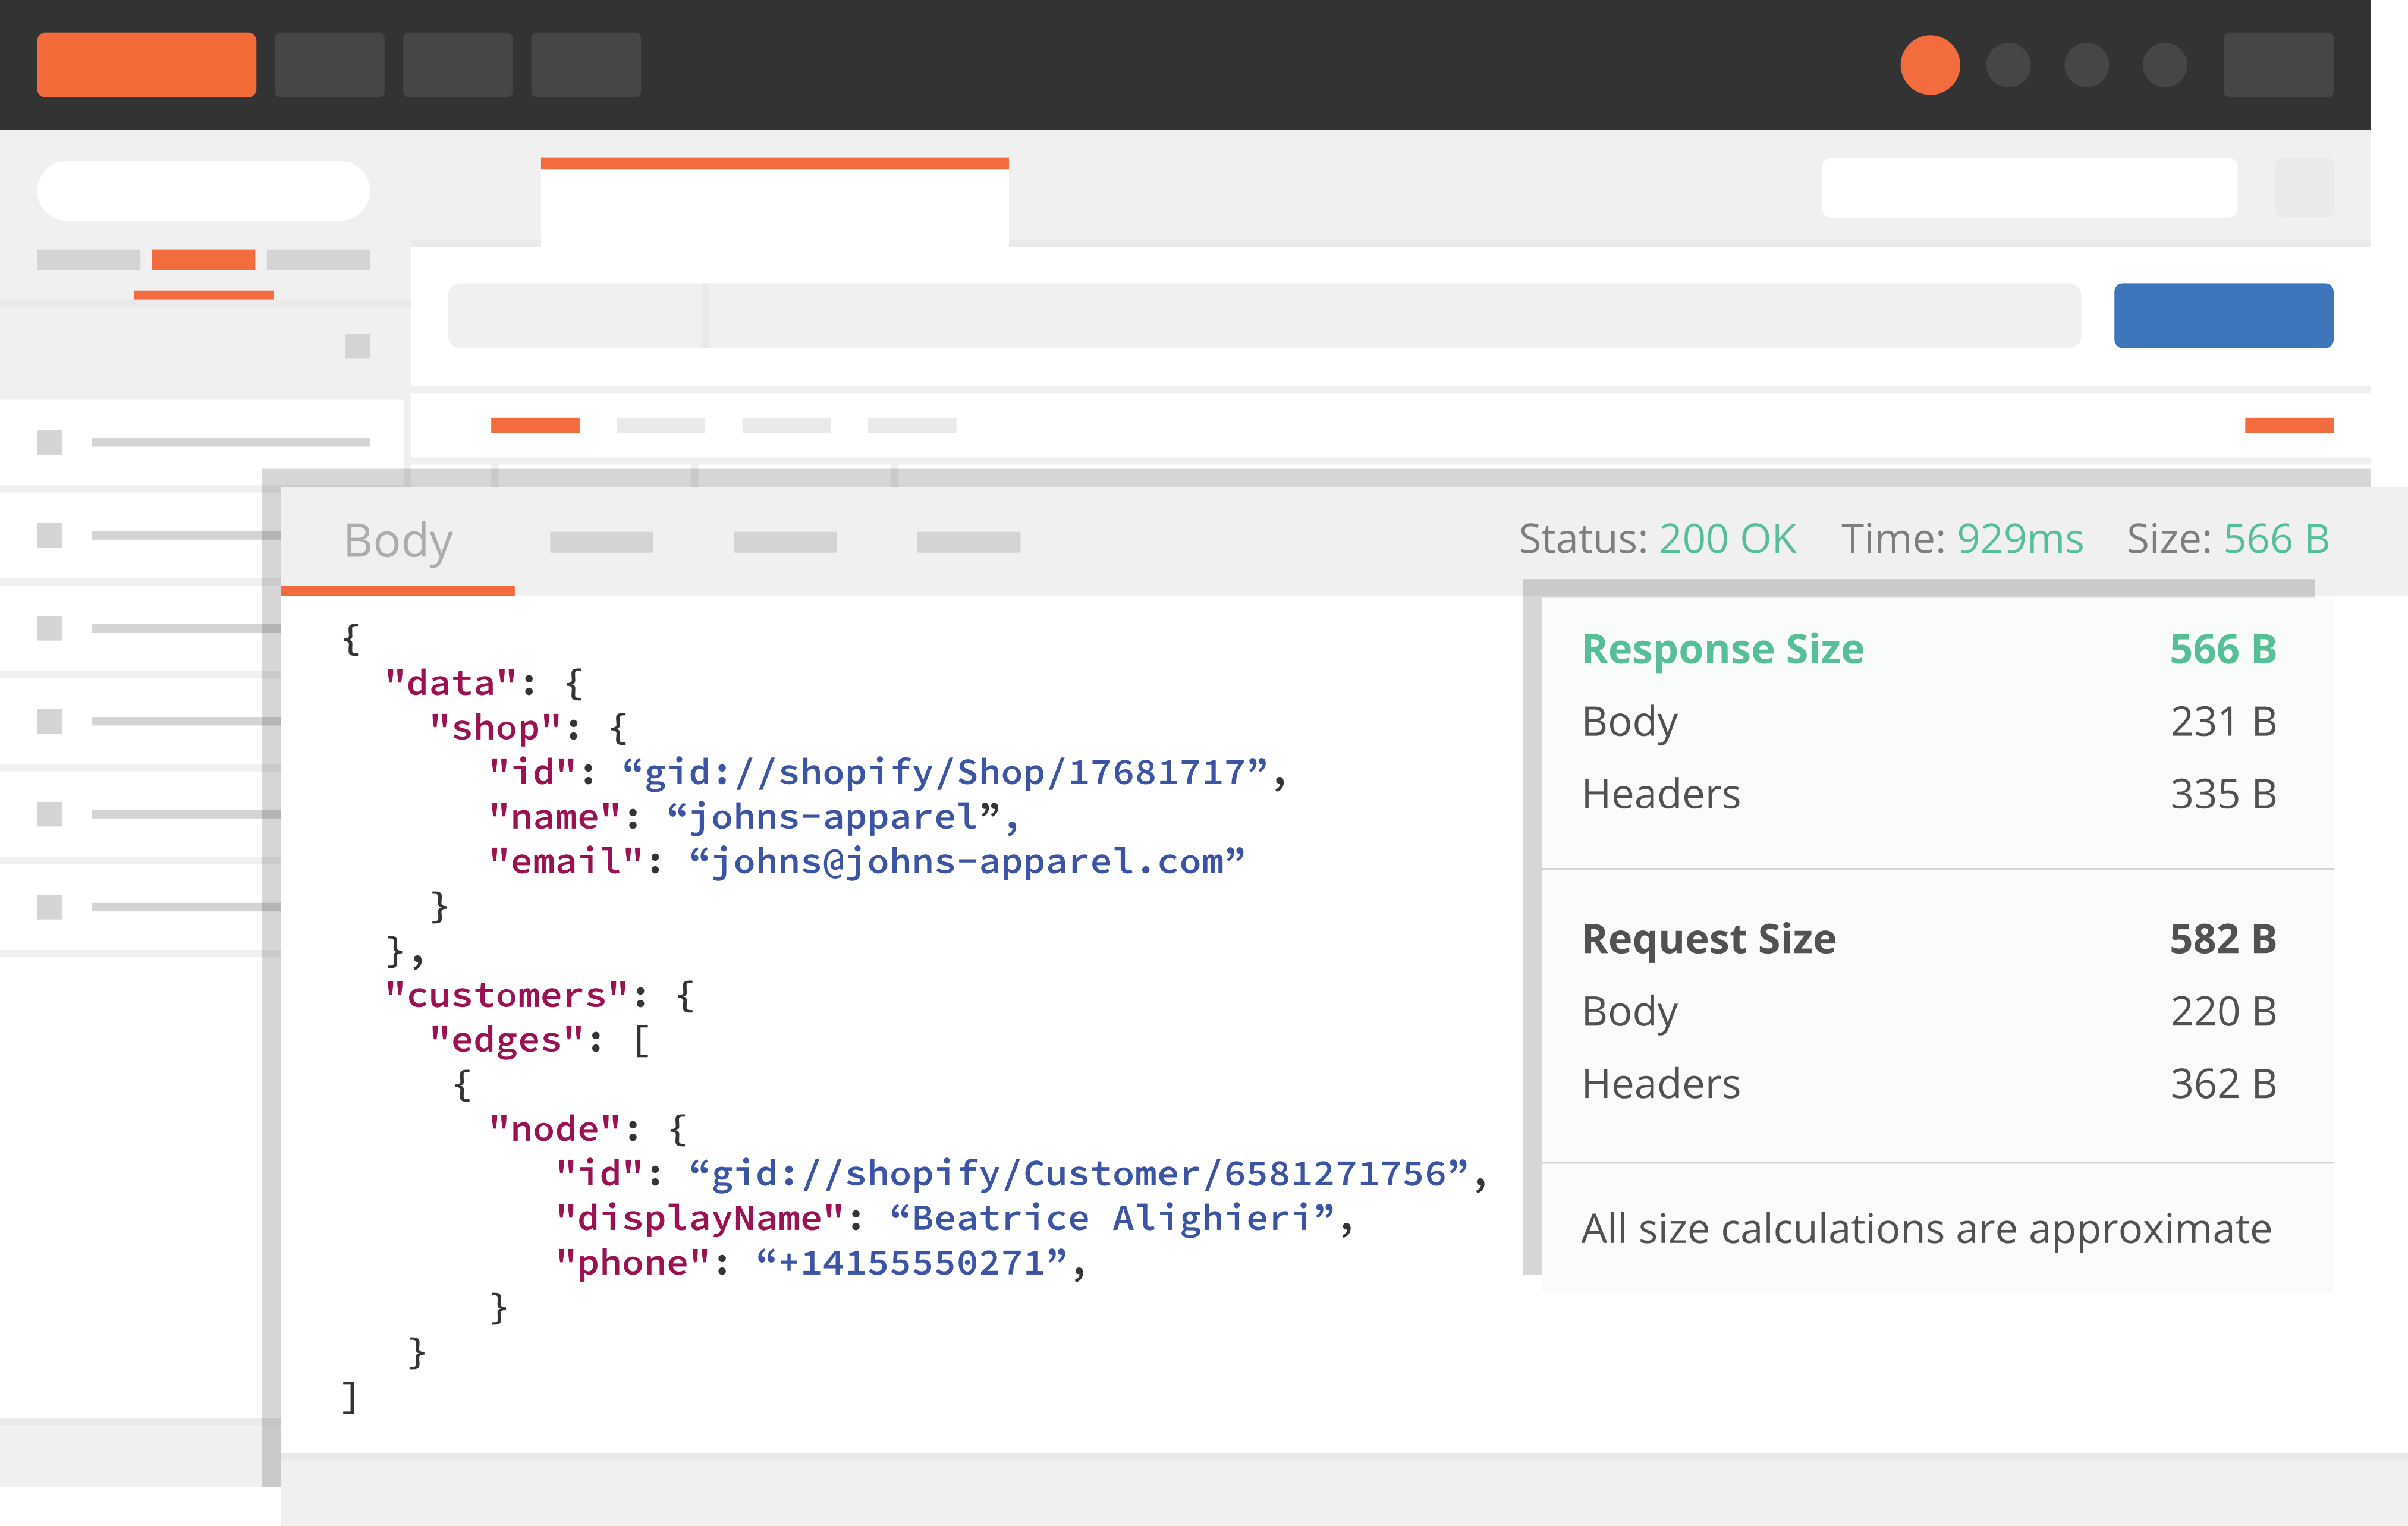 Body
Status: 200 OK Time: 929ms Size: 566 B
{
"data": {
"shop": {
"id": “gid://shopify/Shop/17681717”,
"name": “johns-apparel”,
"email": “johns@johns-apparel.com”
}
},
"customers": {
"edges": [
{
"node": {
"id": “gid://shopify/Customer/6581271756”,
"displayName": “Beatrice Alighieri”,
"phone": “+14155550271”,
}
}
]
Response Size 566 B
Body 231 B
Headers 335 B
Request Size 582 B
Body 220 B
Headers 362 B
All size calculations are approximate